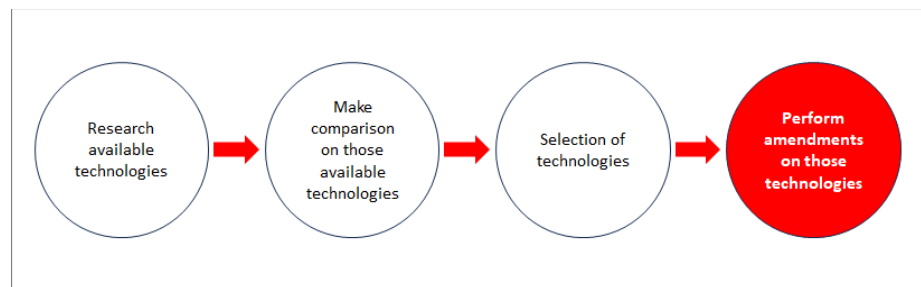 Research
available
technologies
Make
comparison
on those
available
technologies
Selection of
technologies
Perform
amendments
on those
technologies